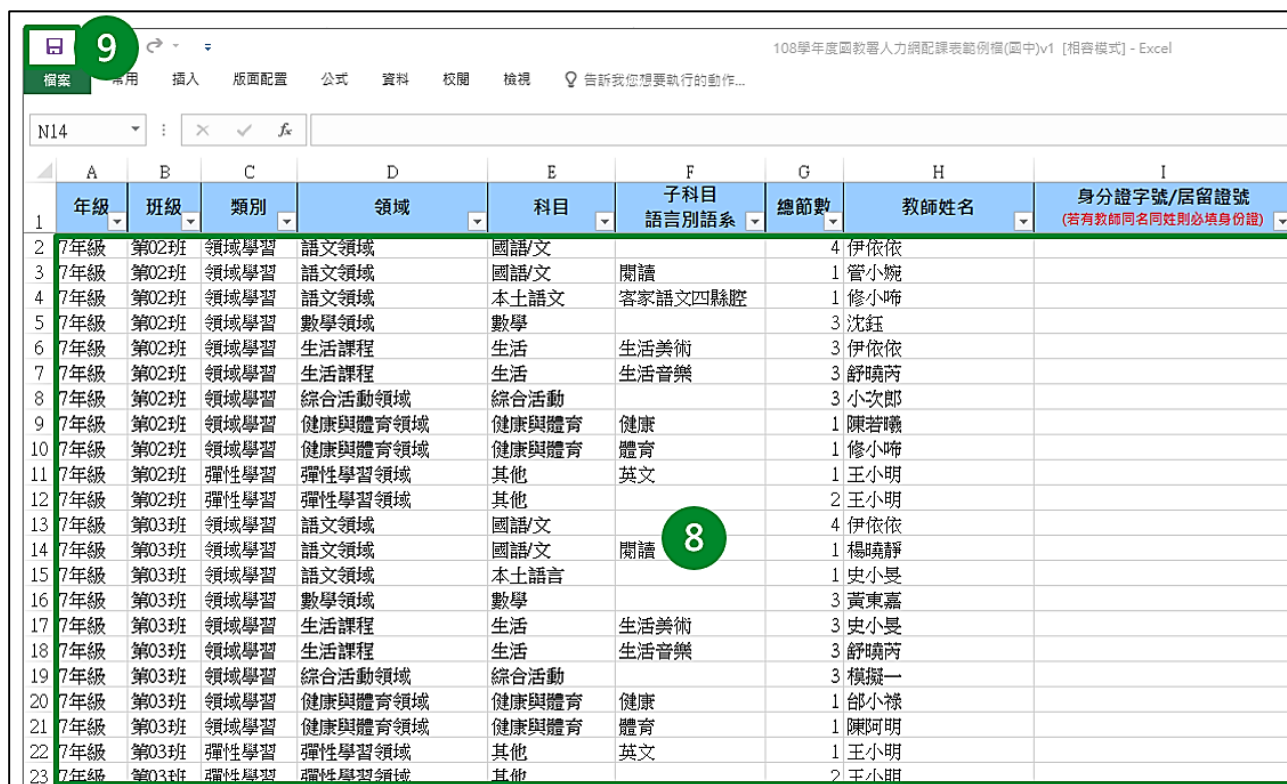 9
108學年度國教署人力網配課表範例檔(國中)v1 [相容模式] - Excel
檔案 常用 插入 版面配置 公式 資料 校閱 檢視 告訴我您想要執行的動作...
N14 fx
A B C D E F G H I
1 年級 班級 類別 領域 科目 子科目 語言別語系 總節數 教師姓名 身分證字號/居留證號 (若有教師同名同姓則必填身份證)
2 7年級 第02班 領域學習 語文領域 國語/文 4 伊依依
3 7年級 第02班 領域學習 語文領域 國語/文 閱讀 1 管小婉
4 7年級 第02班 領域學習 語文領域 本土語文 客家語文四縣腔 1 修小咘
5 7年級 第02班 領域學習 數學領域 數學 3 沈鈺
6 7年級 第02班 領域學習 生活課程 生活 生活美術 3 伊依依
7 7年級 第02班 領域學習 生活課程 生活 生活音樂 3 舒曉芮
8 7年級 第02班 領域學習 綜合活動領域 綜合活動 3 小次郎
9 7年級 第02班 領域學習 健康與體育領域 健康與體育 健康 1 陳若曦
10 7年級 第02班 領域學習 健康與體育領域 健康與體育 體育 1 修小咘
11 7年級 第02班 彈性學習 彈性學習領域 其他 英文 1 王小明
12 7年級 第02班 彈性學習 彈性學習領域 其他 2 王小明
13 7年級 第03班 領域學習 語文領域 國語/文 4 伊依依
14 7年級 第03班 領域學習 語文領域 國語/文 閱讀 8 1 楊曉靜
15 7年級 第03班 領域學習 語文領域 本土語言 1 史小旻
16 7年級 第03班 領域學習 數學領域 數學 3 黃東嘉
17 7年級 第03班 領域學習 生活課程 生活 生活美術 3 史小旻
18 7年級 第03班 領域學習 生活課程 生活 生活音樂 3 舒曉芮
19 7年級 第03班 領域學習 綜合活動領域 綜合活動 3 模擬一
20 7年級 第03班 領域學習 健康與體育領域 健康與體育 健康 1 邰小祿
21 7年級 第03班 領域學習 健康與體育領域 健康與體育 體育 1 陳阿明
22 7年級 第03班 彈性學習 彈性學習領域 其他 英文 1 王小明
23 7年級 第03班 彈性學習 彈性學習領域 其他 2 王小明